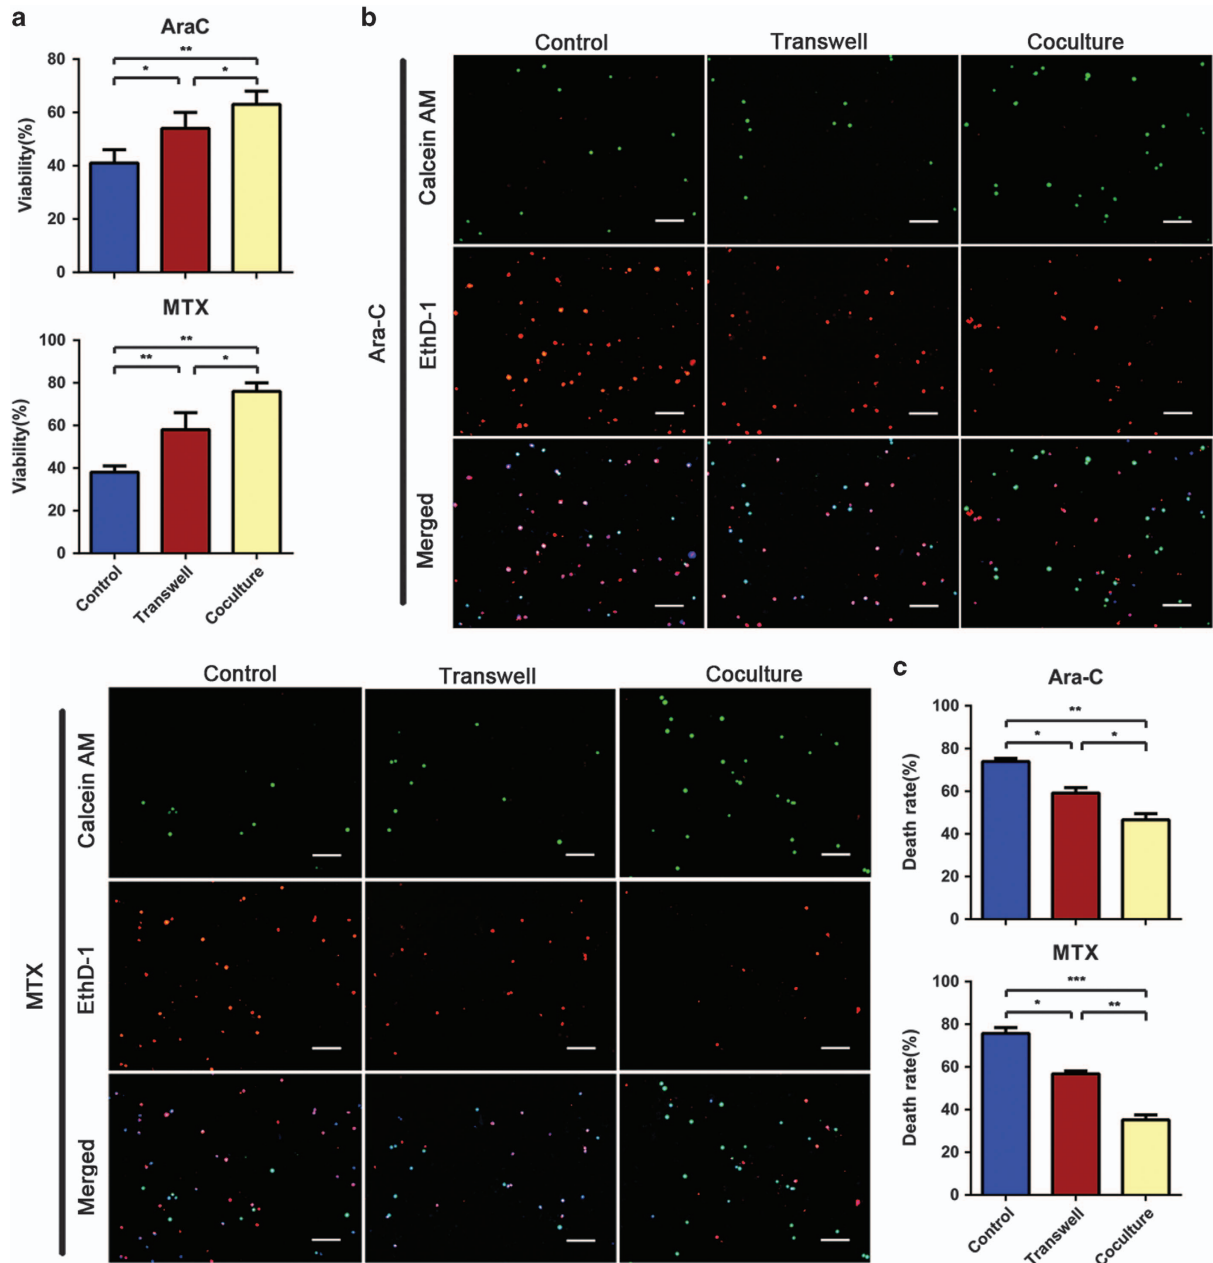 a
AraC
Viability(%)
80
60
40
20
0
**
*
*
MTX
Viability(%)
100
80
60
40
20
0
**
**
*
Control
Transwell
Coculture
b
Control
Transwell
Coculture
Ara-C
Calcein AM
EthD-1
Merged
Control
Transwell
Coculture
MTX
Calcein AM
EthD-1
Merged
c
Ara-C
Death rate(%)
100
80
60
40
20
0
**
*
*
MTX
Death rate(%)
100
80
60
40
20
0
***
*
**
Control
Transwell
Coculture